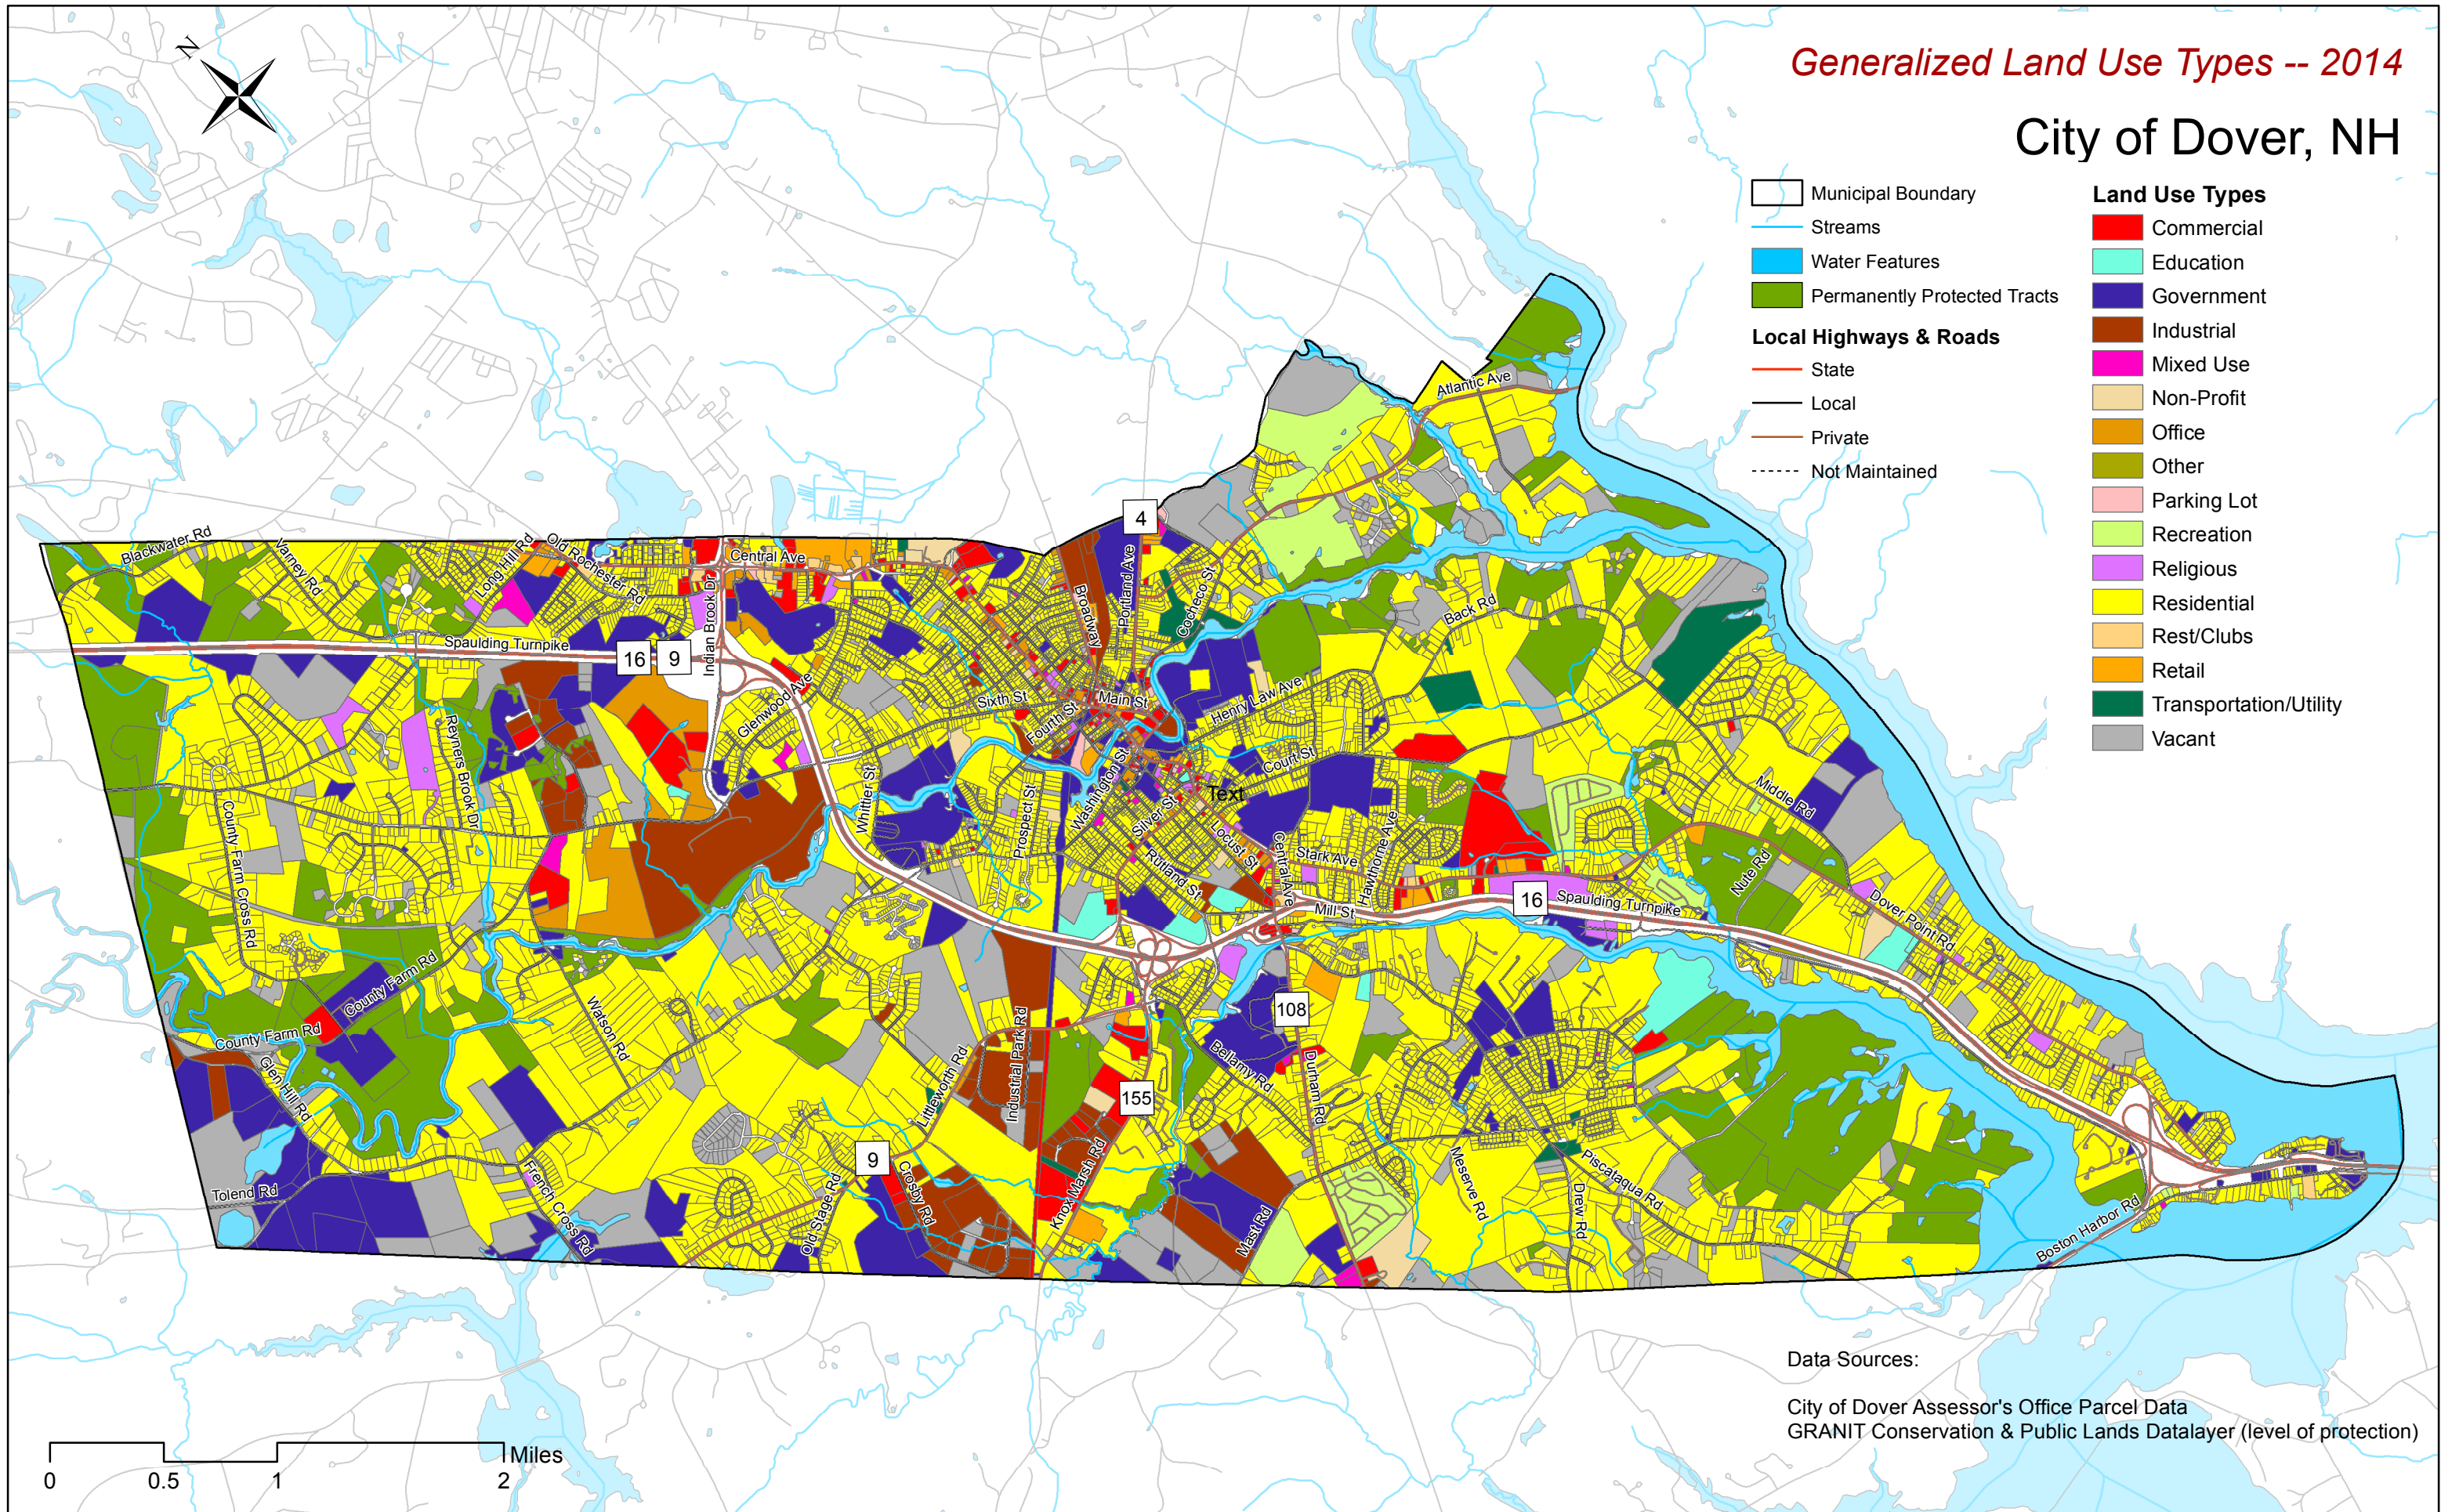 N
Generalized Land Use Types -- 2014
City of Dover, NH
Municipal Boundary
Streams
Water Features
Permanently Protected Tracts
Local Highways & Roads
State
Local
Private
Not Maintained
Land Use Types
Commercial
Education
Government
Industrial
Mixed Use
Non-Profit
Office
Other
Parking Lot
Recreation
Religious
Residential
Rest/Clubs
Retail
Transportation/Utility
Vacant
Atlantic Ave
4
Blackwater Rd
Varney Rd
Long Hill Rd
Old Rochester Rd
Central Ave
Indian Brook Dr
Broadway
Portland Ave
Cocheco St
Back Rd
Spaulding Turnpike
16
9
Glenwood Ave
Sixth St
Fourth St
Main St
Henry Law Ave
Reyners Brook Dr
Whittier St
Prospect St
Washington St
Silver St
Court St
Text
Middle Rd
County Farm Cross Rd
Locust St
Rutland St
Central Ave
Stark Ave
Hawthorne Ave
Mill St
16
Spaulding Turnpike
Nute Rd
Dover Point Rd
County Farm Rd
County Farm Rd
Glen Hill Rd
Watson Rd
Littleworth Rd
Industrial Park Rd
108
155
Bellamy Rd
Durham Rd
9
Tolend Rd
French Cross Rd
Old Stage Rd
Crosby Rd
Knox Marsh Rd
Mast Rd
Meserve Rd
Drew Rd
Piscataqua Rd
Boston Harbor Rd
Data Sources:
City of Dover Assessor's Office Parcel Data
GRANIT Conservation & Public Lands Datalayer (level of protection)
Miles
0 0.5 1 2